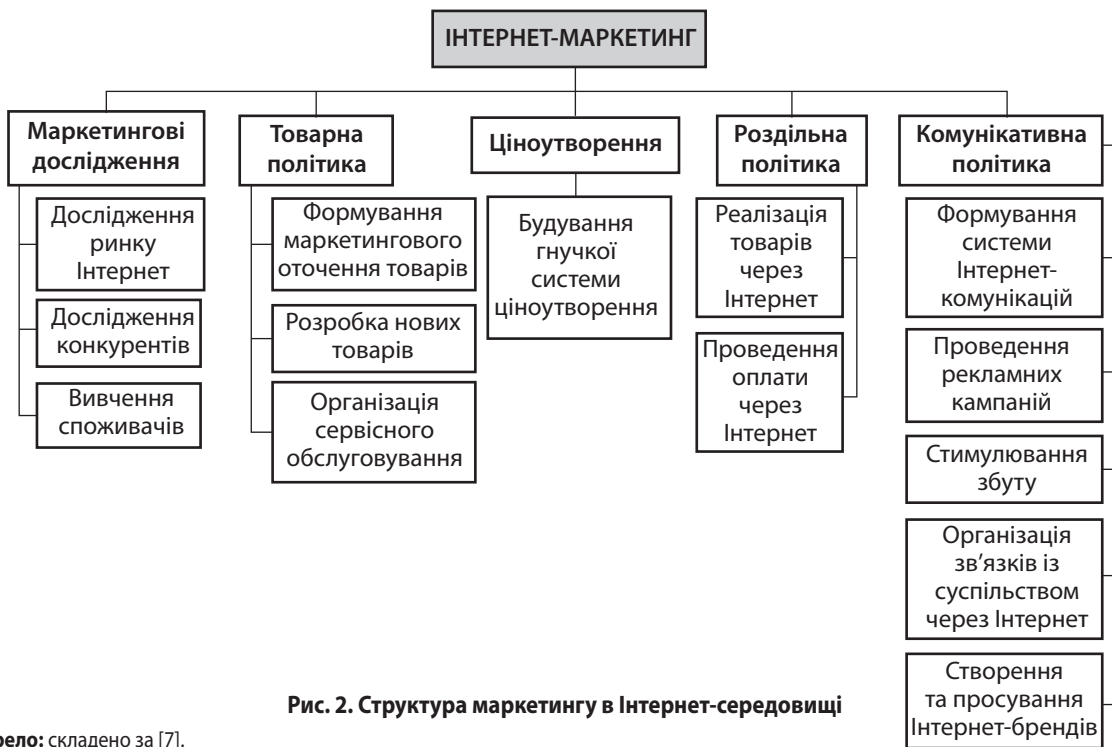 ІНТЕРНЕТ-МАРКЕТИНГ
Маркетингові
дослідження
Дослідження
ринку
Інтернет
Дослідження
конкурентів
Вивчення
споживачів
Товарна
політика
Формування
маркетингового
оточення товарів
Розробка нових
товарів
Організація
сервісного
обслуговування
Ціноутворення
Будування
гнучкої
системи
ціноутворення
Роздільна
політика
Реалізація
товарів
через
Інтернет
Проведення
оплати
через
Інтернет
Комунікативна
політика
Формування
системи
Інтернет-
комунікацій
Проведення
рекламних
кампаній
Стимулювання
збуту
Організація
зв’язків із
суспільством
через Інтернет
Створення
та просування
Інтернет-брендів
Рис. 2. Структура маркетингу в Інтернет-середовищі
рело: складено за [7].